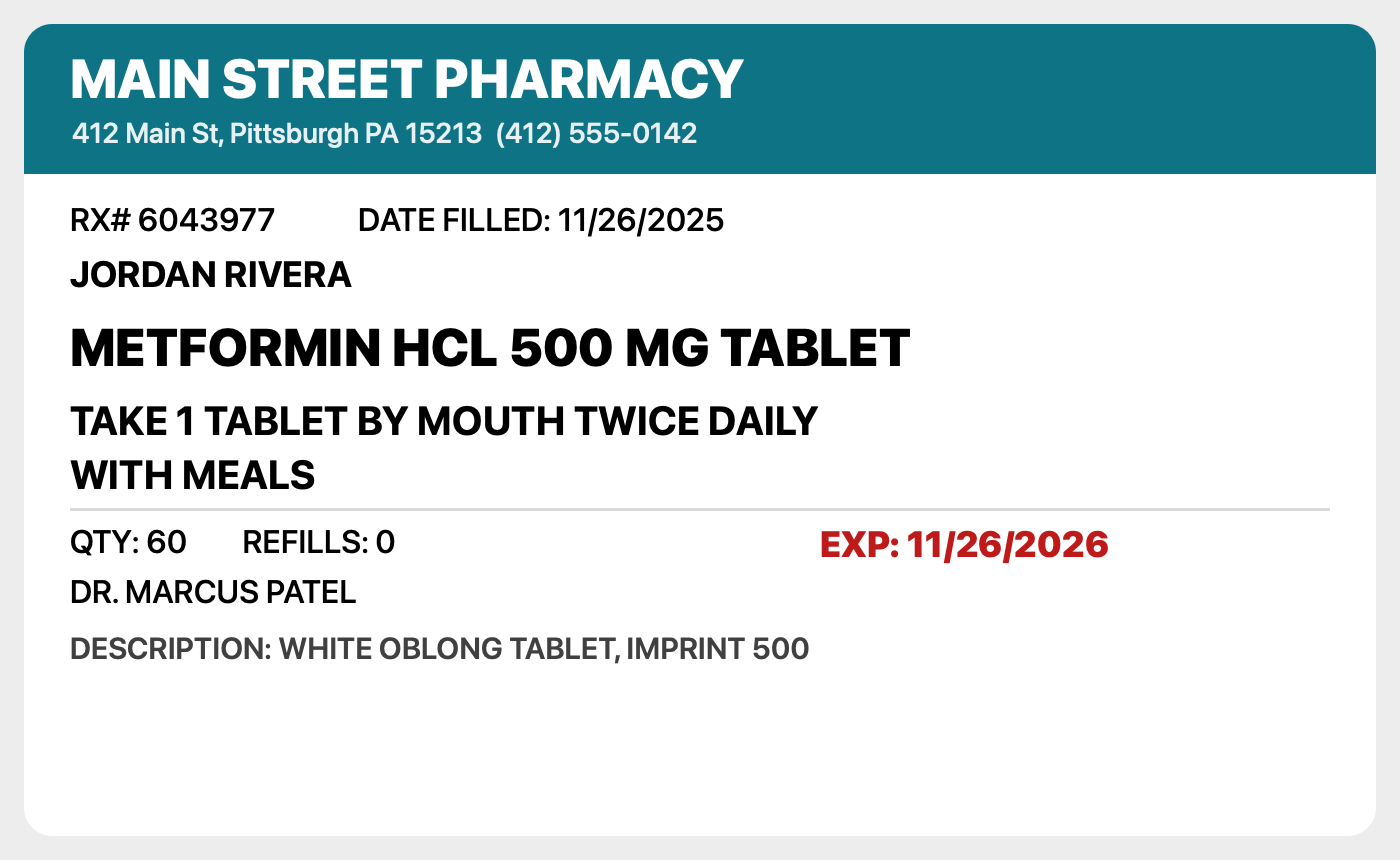 MAIN STREET PHARMACY
412 Main St, Pittsburgh PA 15213 (412) 555-0142
RX# 6043977 DATE FILLED: 11/26/2025
JORDAN RIVERA
METFORMIN HCL 500 MG TABLET
TAKE 1 TABLET BY MOUTH TWICE DAILY
WITH MEALS
QTY: 60 REFILLS: 0 EXP: 11/26/2026
DR. MARCUS PATEL
DESCRIPTION: WHITE OBLONG TABLET, IMPRINT 500